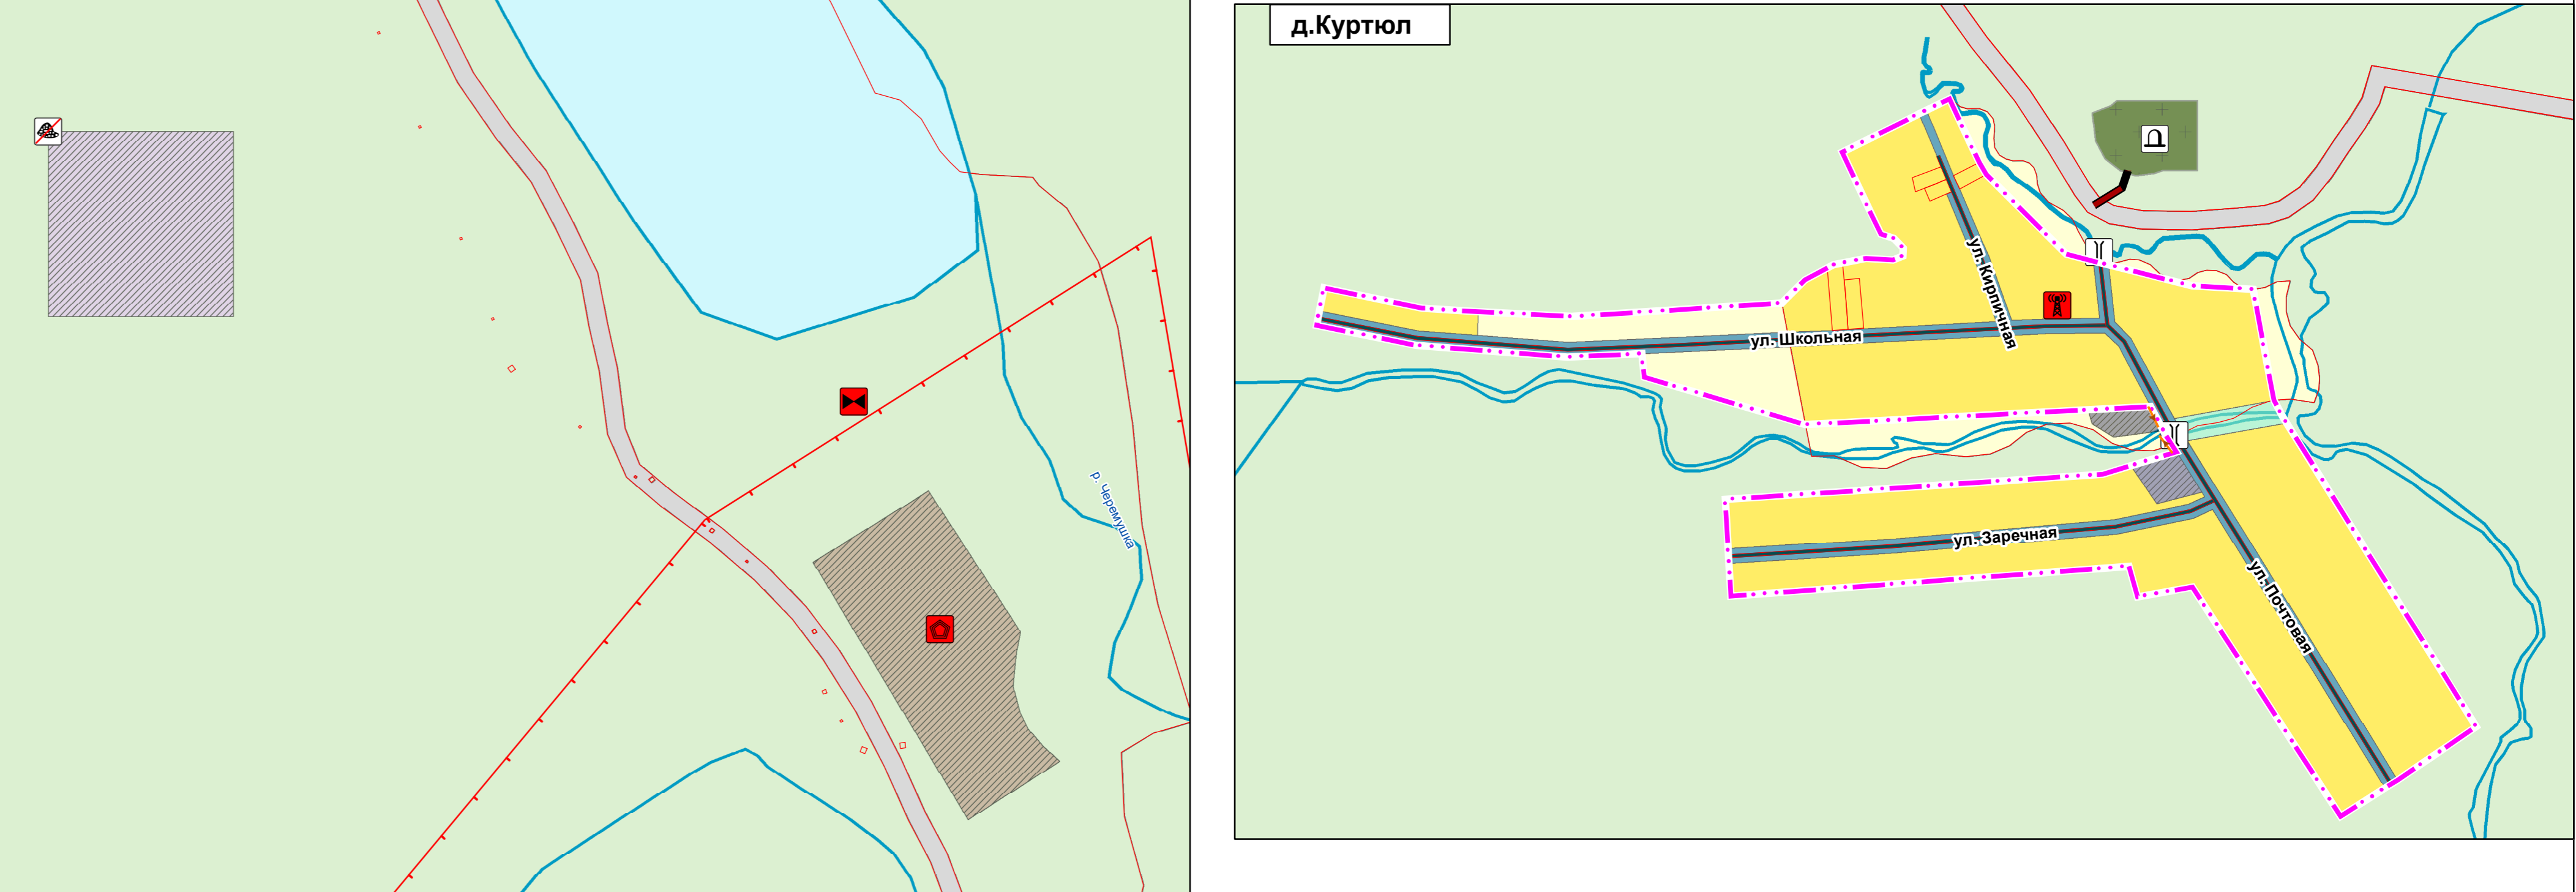 д.Куртюл
ул. Кирпичная
ул. Школьная
р. Черемушка
ул. Заречная
ул. Почтовая